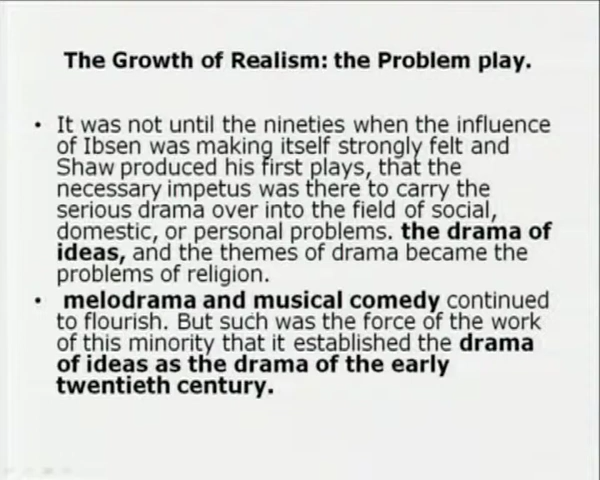 The Growth of Realism: the Problem play.
• It was not until the nineties when the influence
of Ibsen was making itself strongly felt and
Shaw produced his first plays, that the
necessary impetus was there to carry the
serious drama over into the field of social,
domestic, or personal problems. the drama of
ideas, and the themes of drama became the
problems of religion.
• melodrama and musical comedy continued
to flourish. But such was the force of the work
of this minority that it established the drama
of ideas as the drama of the early
twentieth century.